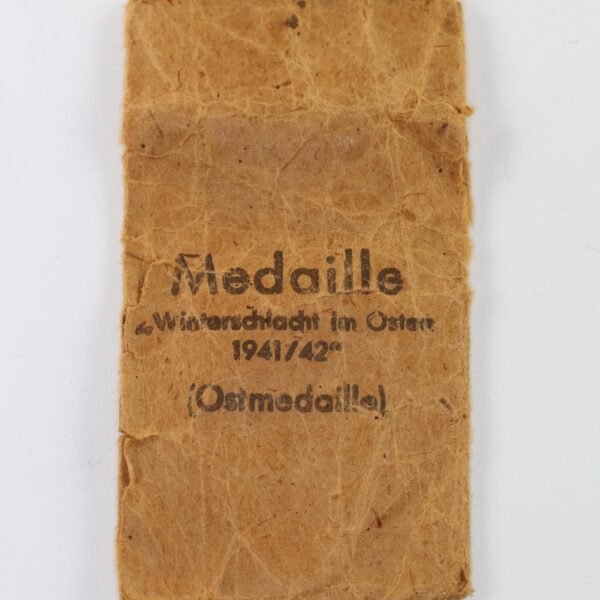 Medaille
„Winterschlacht im Osten
1941/42“
(Ostmedaille)